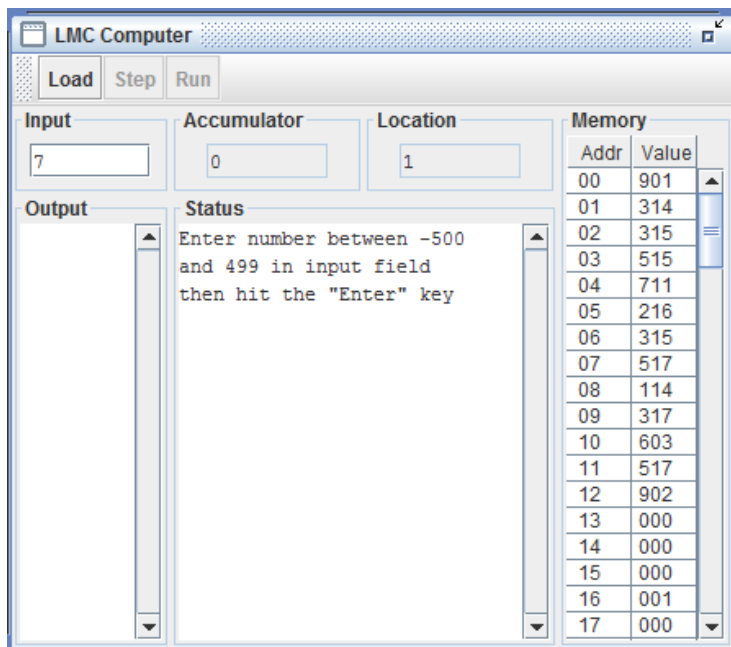 LMC Computer
Load Step Run
Input
7
Accumulator
0
Location
1
Output
Status
Enter number between -500
and 499 in input field
then hit the "Enter" key
Memory
Addr Value
00 901
01 314
02 315
03 515
04 711
05 216
06 315
07 517
08 114
09 317
10 603
11 517
12 902
13 000
14 000
15 000
16 001
17 000